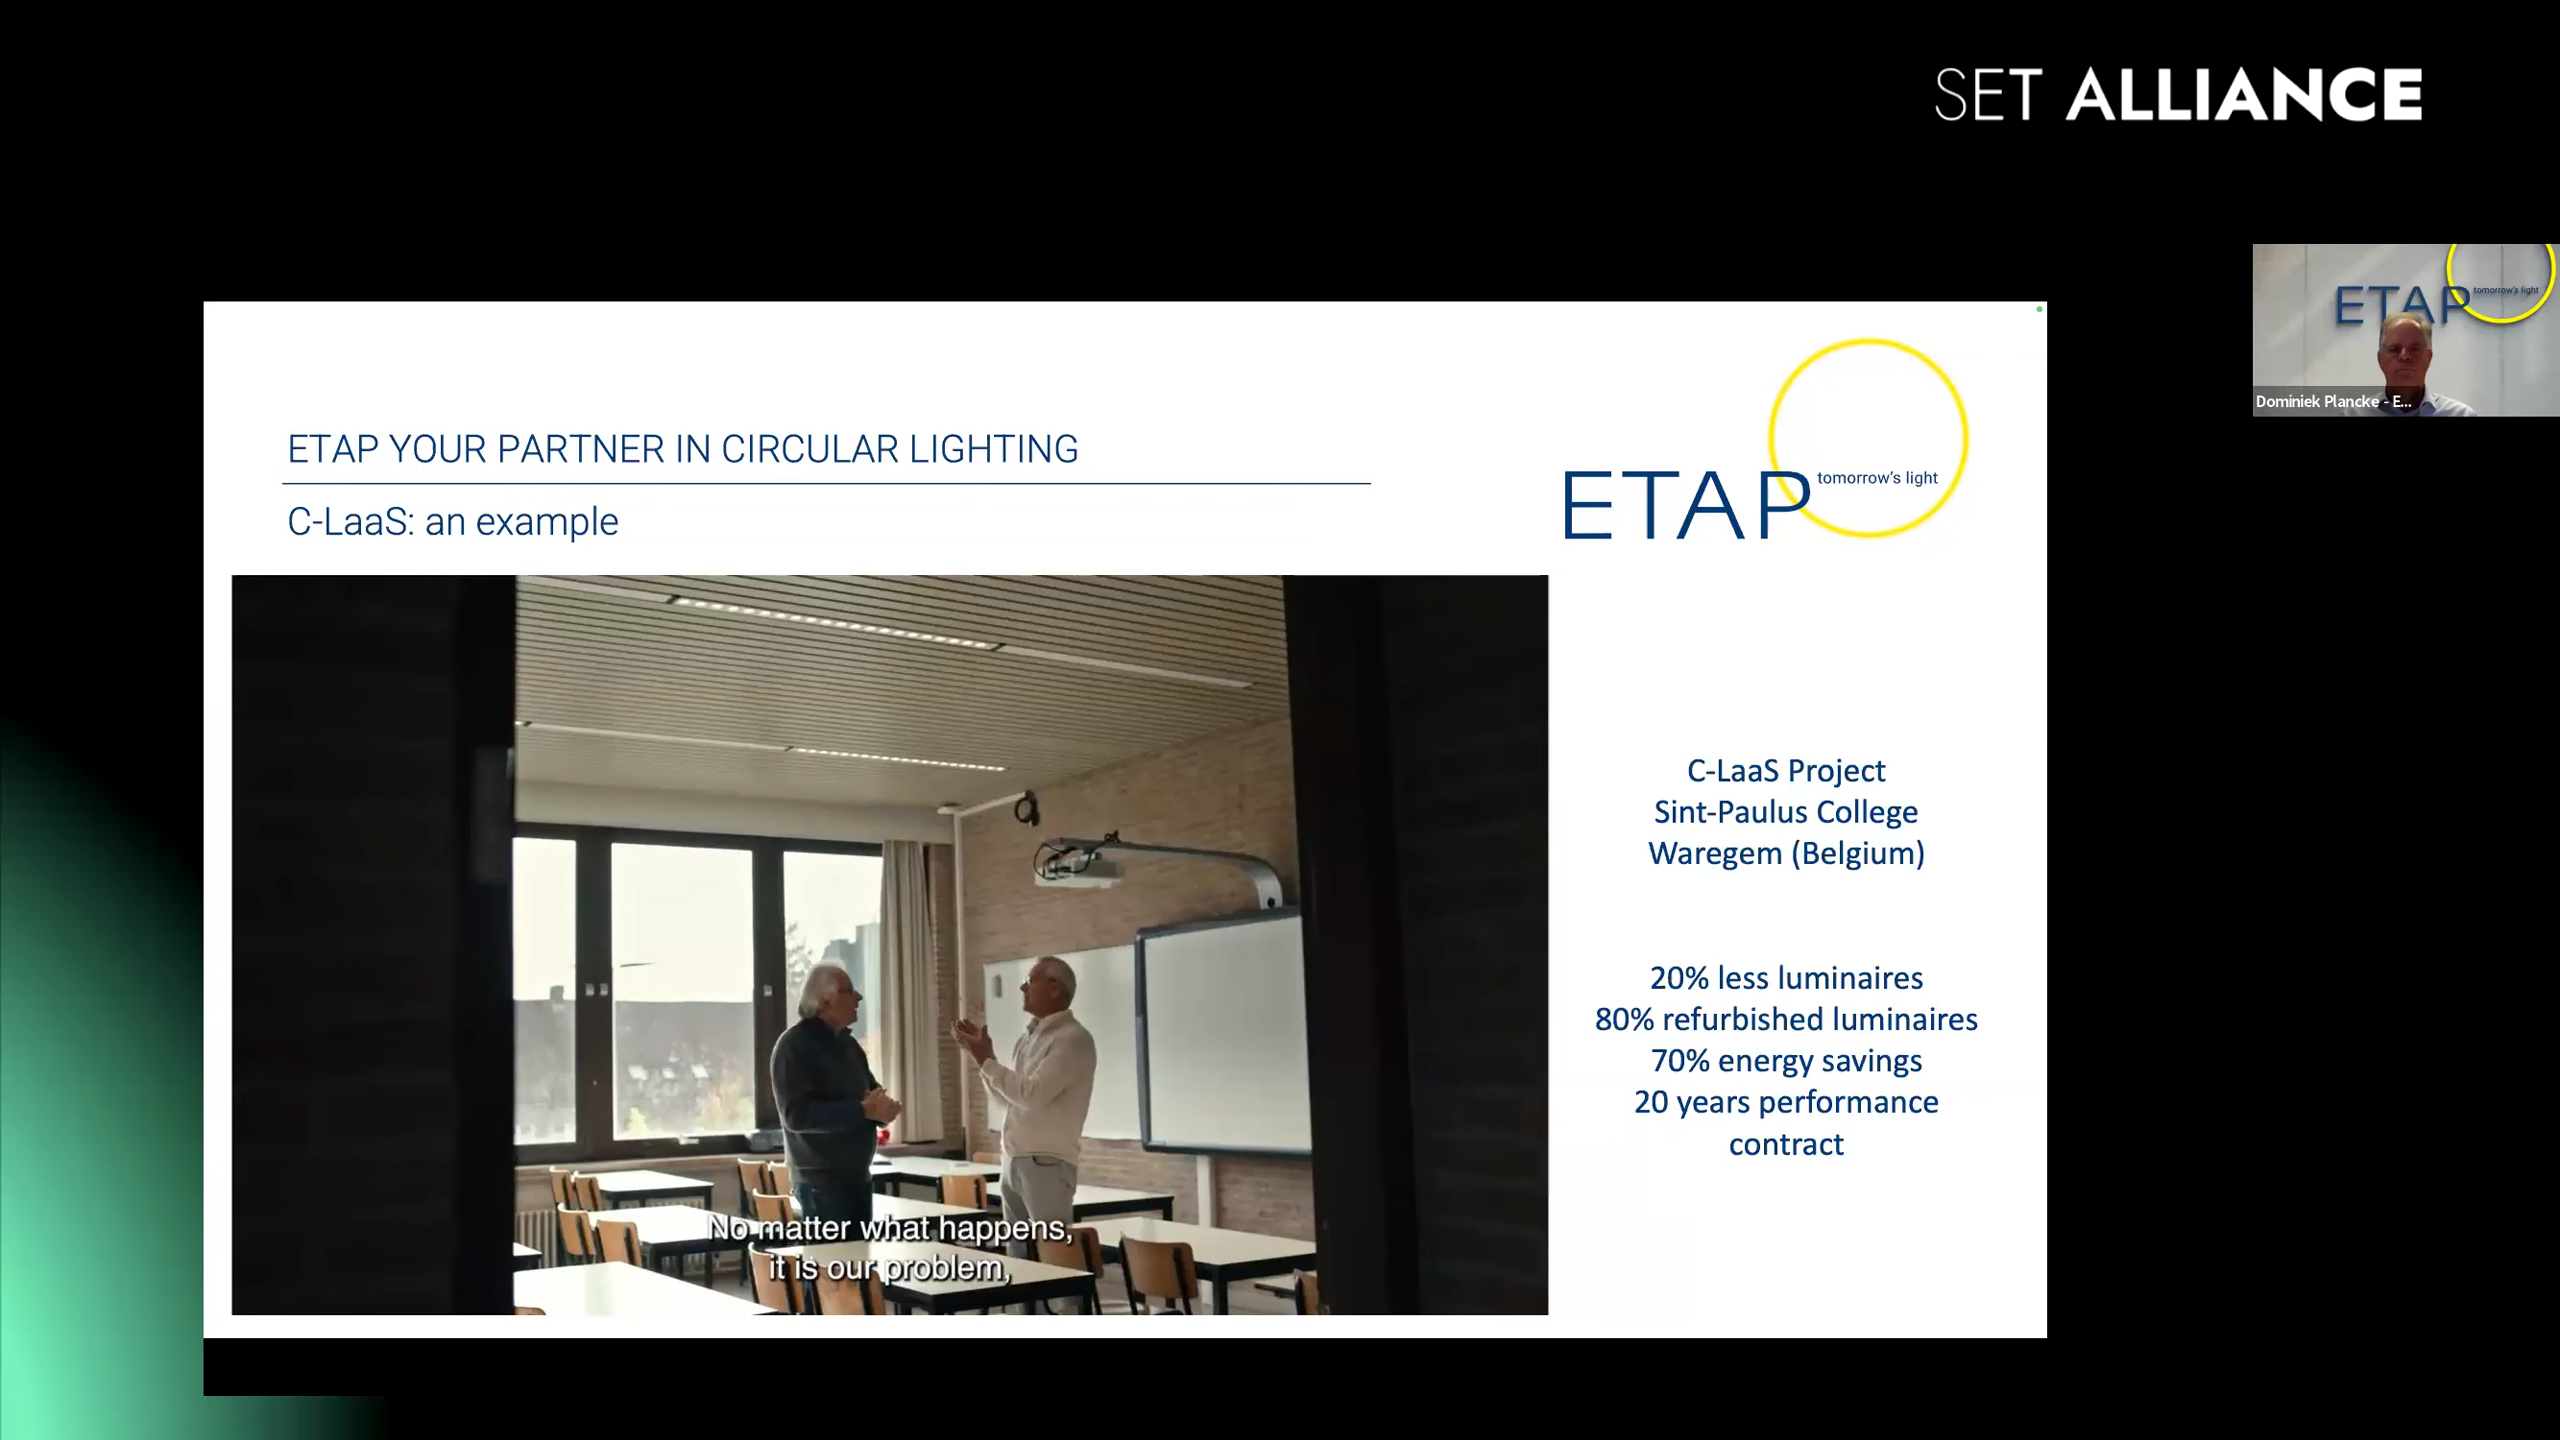 SET ALLIANCE
ETAP tomorrow's light
Dominiek Plancke - E...
ETAP YOUR PARTNER IN CIRCULAR LIGHTING
C-LaaS: an example
ETAP tomorrow's light
C-LaaS Project
Sint-Paulus College
Waregem (Belgium)
20% less luminaires
80% refurbished luminaires
70% energy savings
20 years performance
contract
No matter what happens,
it is our problem,